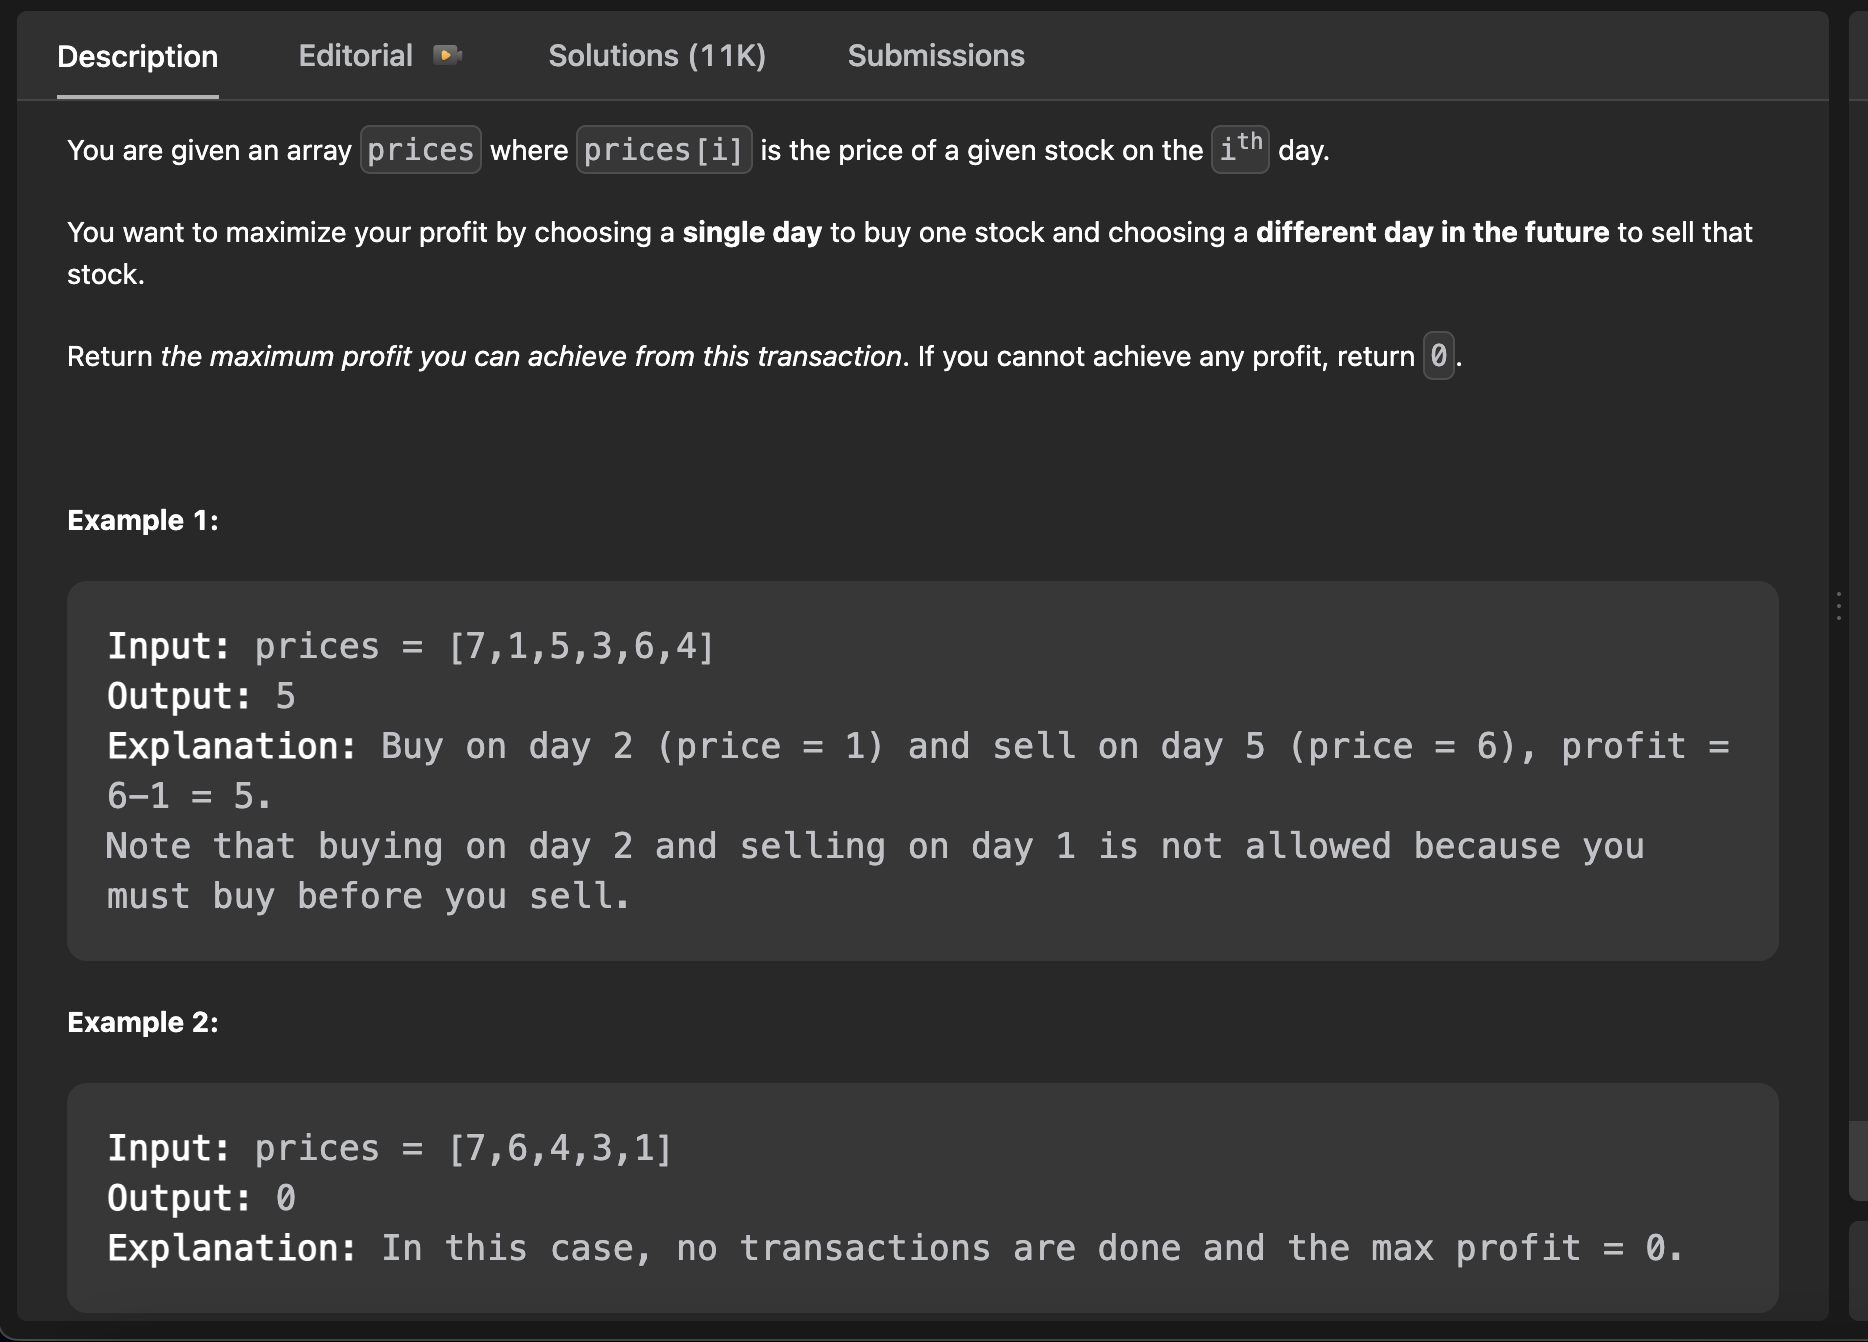 Description Editorial Solutions (11K) Submissions
You are given an array prices where prices[i] is the price of a given stock on the ith day.
You want to maximize your profit by choosing a single day to buy one stock and choosing a different day in the future to sell that
stock.
Return the maximum profit you can achieve from this transaction. If you cannot achieve any profit, return 0.
Example 1:
Input: prices = [7,1,5,3,6,4]
Output: 5
Explanation: Buy on day 2 (price = 1) and sell on day 5 (price = 6), profit =
6-1 = 5.
Note that buying on day 2 and selling on day 1 is not allowed because you
must buy before you sell.
Example 2:
Input: prices = [7,6,4,3,1]
Output: 0
Explanation: In this case, no transactions are done and the max profit = 0.